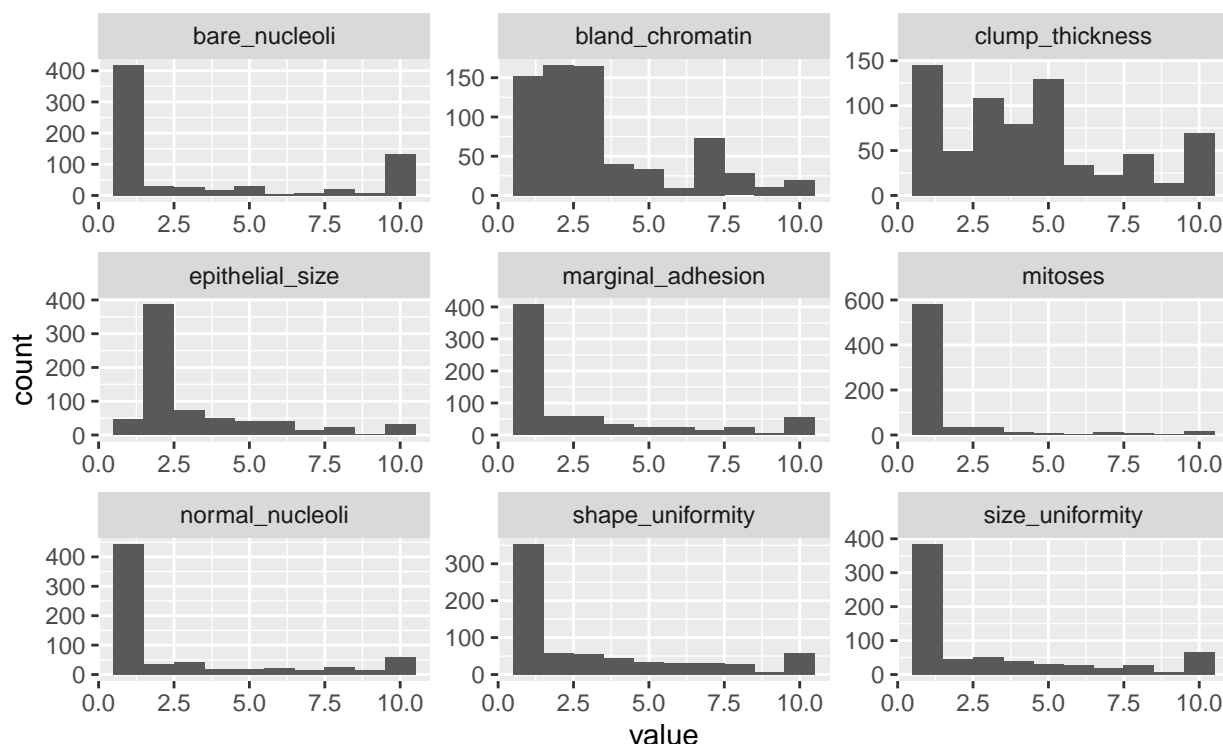 bare_nucleoli
bland_chromatin
clump_thickness
400
300
200
100
0
0.0 2.5 5.0 7.5 10.0
150
100
50
0
0.0 2.5 5.0 7.5 10.0
150
100
50
0
0.0 2.5 5.0 7.5 10.0
epithelial_size
marginal_adhesion
mitoses
count
400
300
200
100
0
0.0 2.5 5.0 7.5 10.0
400
300
200
100
0
0.0 2.5 5.0 7.5 10.0
600
400
200
0
0.0 2.5 5.0 7.5 10.0
normal_nucleoli
shape_uniformity
size_uniformity
400
300
200
100
0
0.0 2.5 5.0 7.5 10.0
300
200
100
0
0.0 2.5 5.0 7.5 10.0
400
300
200
100
0
0.0 2.5 5.0 7.5 10.0
value